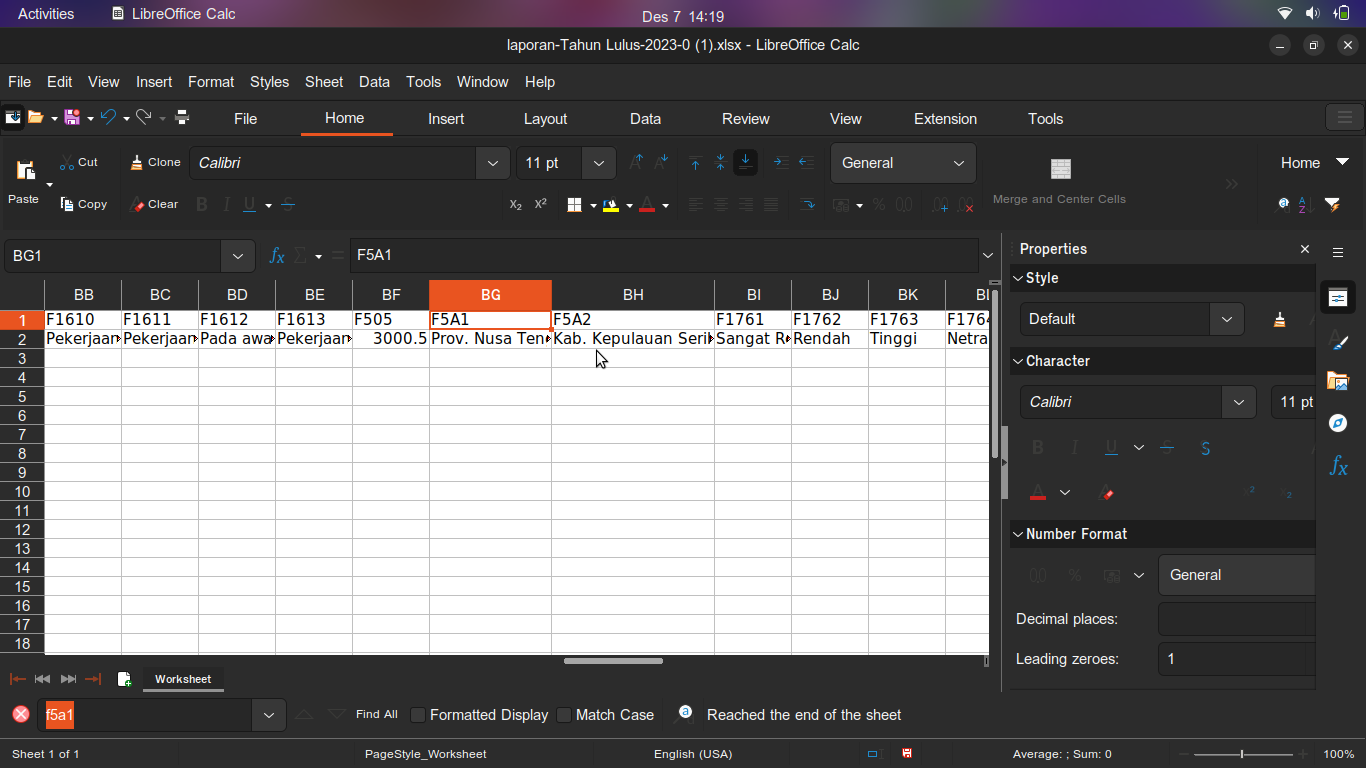 Activities LibreOffice Calc Des 7 14:19
laporan-Tahun Lulus-2023-0 (1).xlsx - LibreOffice Calc
File Edit View Insert Format Styles Sheet Data Tools Window Help
File Home Insert Layout Data Review View Extension Tools
Cut Clone Calibri 11 pt General Home
Paste Copy Clear Merge and Center Cells
BG1 F5A1
BB BC BD BE BF BG BH BI BJ BK
1 F1610 F1611 F1612 F1613 F505 F5A1 F5A2 F1761 F1762 F1763 F1764
2 Pekerjaan Pekerjaan Pada awa Pekerjaan 3000.5 Prov. Nusa Ten Kab. Kepulauan Seri Sangat R Rendah Tinggi Netra
3
4
5
6
7
8
9
10
11
12
13
14
15
16
17
18
Properties
Style
Default
Character
Calibri 11 pt
Number Format
General
Decimal places:
Leading zeroes: 1
Worksheet
f5a1 Find All Formatted Display Match Case Reached the end of the sheet
Sheet 1 of 1 PageStyle_Worksheet English (USA) Average: ; Sum: 0 100%